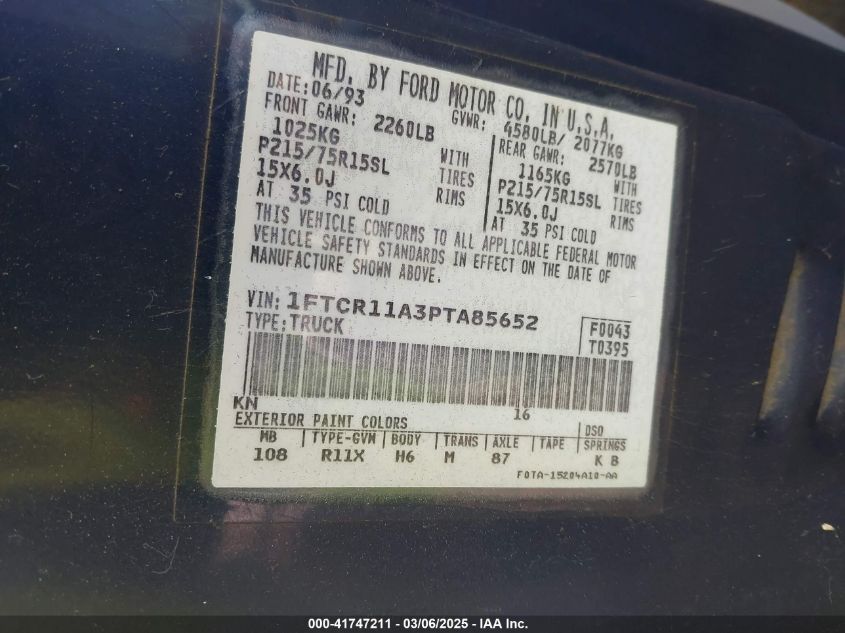 MFD. BY FORD MOTOR CO. IN U.S.A.
DATE: 06/93 GVWR: 4580LB/ 2077KG
FRONT GAWR: 2260LB REAR GAWR: 2570LB
1025KG WITH 1165KG WITH
P215/75R15SL TIRES P215/75R15SL TIRES
15X6.0J RIMS 15X6.0J RIMS
AT 35 PSI COLD AT 35 PSI COLD
THIS VEHICLE CONFORMS TO ALL APPLICABLE FEDERAL MOTOR
VEHICLE SAFETY STANDARDS IN EFFECT ON THE DATE OF
MANUFACTURE SHOWN ABOVE.
VIN: 1FTCR11A3PTA85652 F0043
TYPE: TRUCK T0395
KN 16
EXTERIOR PAINT COLORS DSO
WB TYPE-GVW BODY TRANS AXLE TAPE SPRINGS
108 R11X H6 M 87 K B
F0TA-15204A10-AA
000-41747211 - 03/06/2025 - IAA Inc.